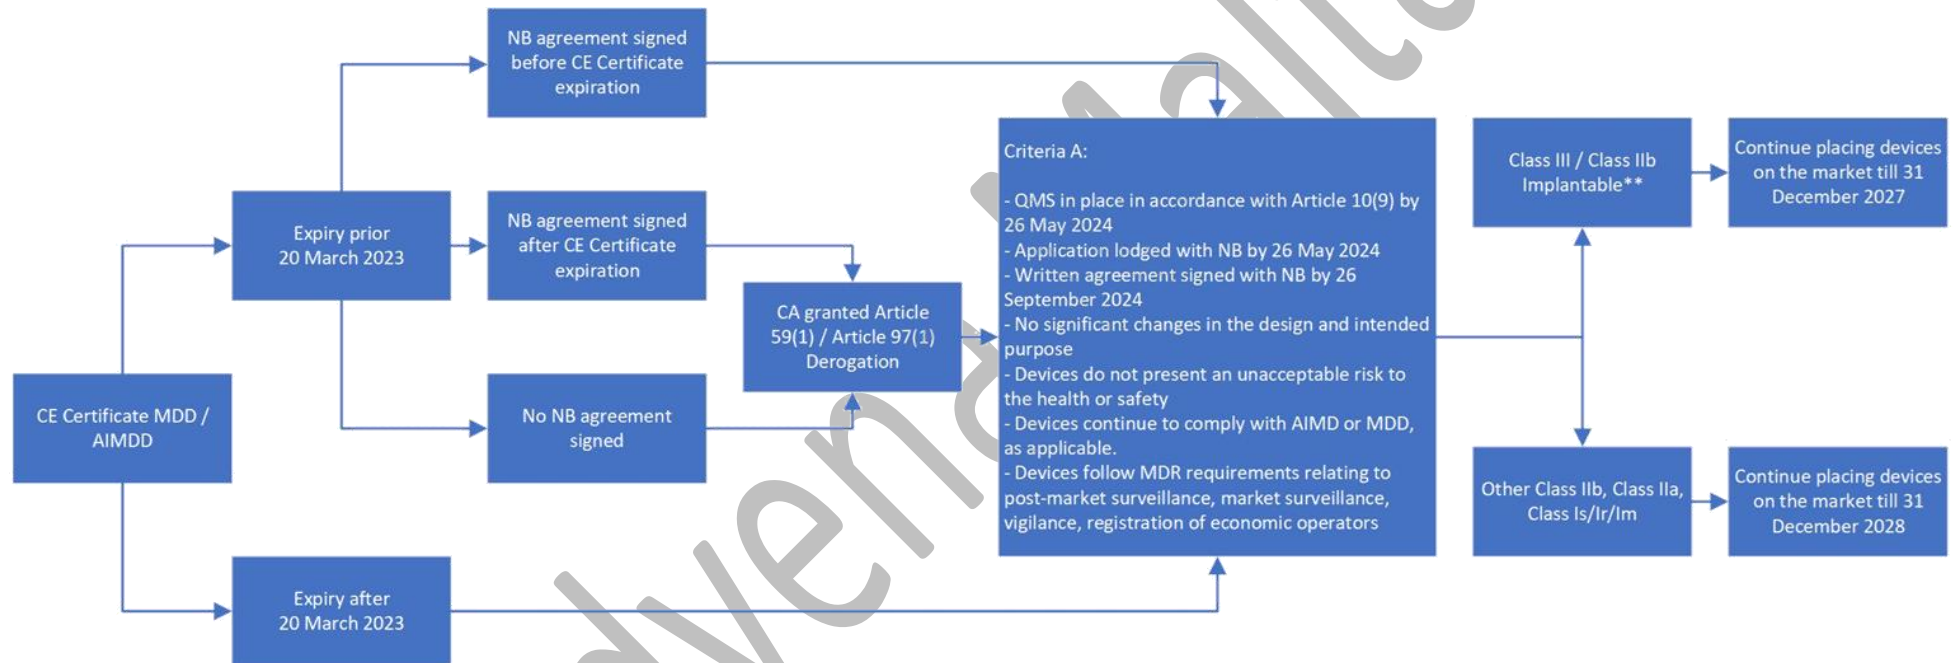 NB agreement signed
before CE Certificate
expiration
Expiry prior
20 March 2023
NB agreement signed
after CE Certificate
expiration
CE Certificate MDD /
AIMDD
No NB agreement
signed
CA granted Article
59(1) / Article 97(1)
Derogation
Expiry after
20 March 2023
Criteria A:
- QMS in place in accordance with Article 10(9) by
26 May 2024
- Application lodged with NB by 26 May 2024
- Written agreement signed with NB by 26
September 2024
- No significant changes in the design and intended
purpose
- Devices do not present an unacceptable risk to
the health or safety
- Devices continue to comply with AIMD or MDD,
as applicable.
- Devices follow MDR requirements relating to
post-market surveillance, market surveillance,
vigilance, registration of economic operators
Class III / Class IIb
Implantable**
Continue placing devices
on the market till 31
December 2027
Other Class IIb, Class IIa,
Class Is/Ir/Im
Continue placing devices
on the market till 31
December 2028